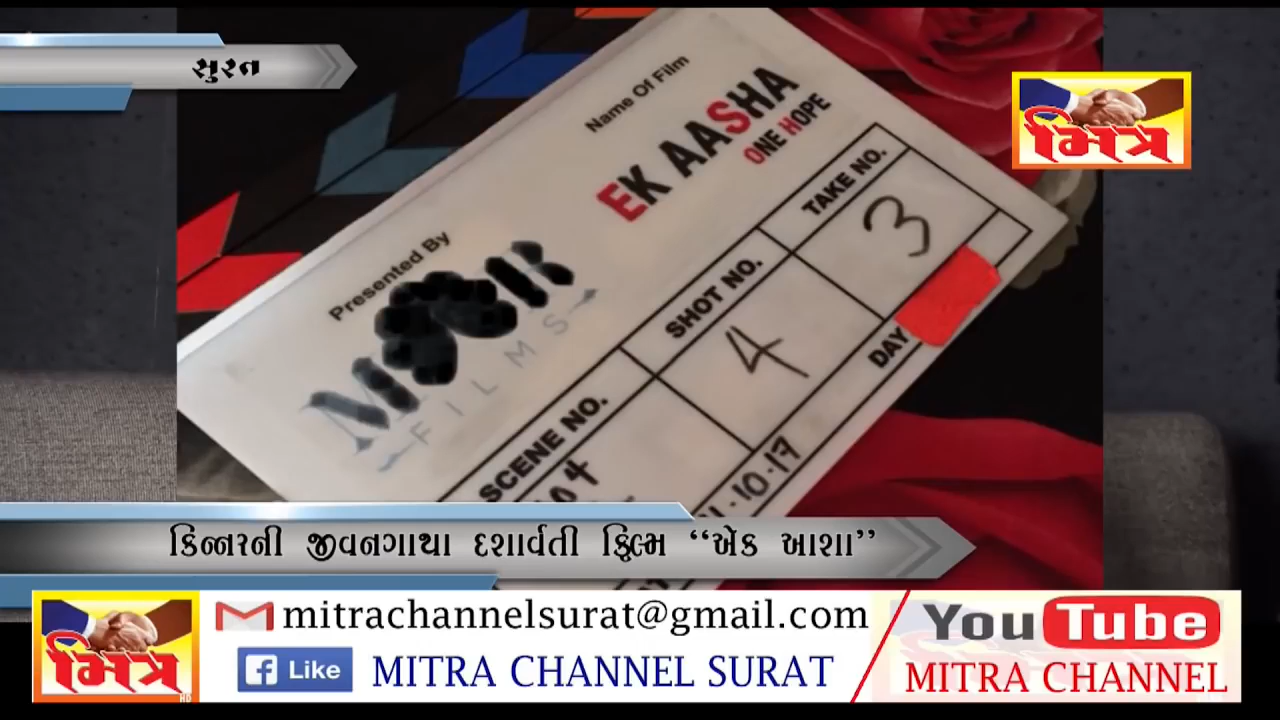 સુરત
મિત્ર
Name Of Film
EK AASHA
ONE HOPE
Presented By
FILMS
TAKE NO.
3
SHOT NO.
4
SCENE NO.
DAY
કિન્નરની જીવનગાથા દર્શાવતી ફિલ્મ “એક આશા”
મિત્ર
HD
mitrachannelsurat@gmail.com
f Like MITRA CHANNEL SURAT
YouTube
MITRA CHANNEL